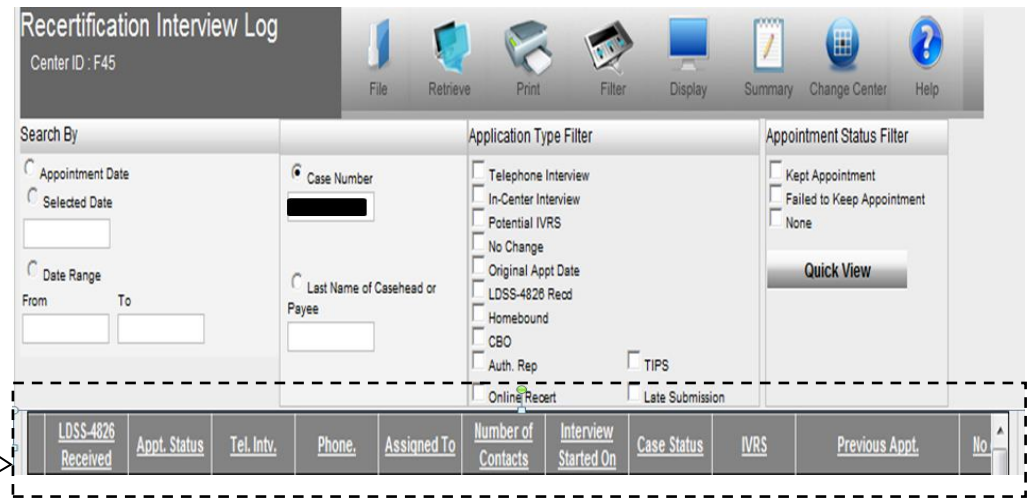 Recertification Interview Log
Center ID : F45
File Retrieve Print Filter Display Summary Change Center Help
Search By
Appointment Date
Selected Date
Date Range
From To
Case Number
Last Name of Casehead or
Payee
Application Type Filter
Telephone Interview
In-Center Interview
Potential IVRS
No Change
Original Appt Date
LDSS-4826 Recd
Homebound
CBO
Auth. Rep TIPS
Online Recert Late Submission
Appointment Status Filter
Kept Appointment
Failed to Keep Appointment
None
Quick View
LDSS-4826 Received Appt. Status Tel. Intv. Phone. Assigned To Number of Contacts Interview Started On Case Status IVRS Previous Appt. No